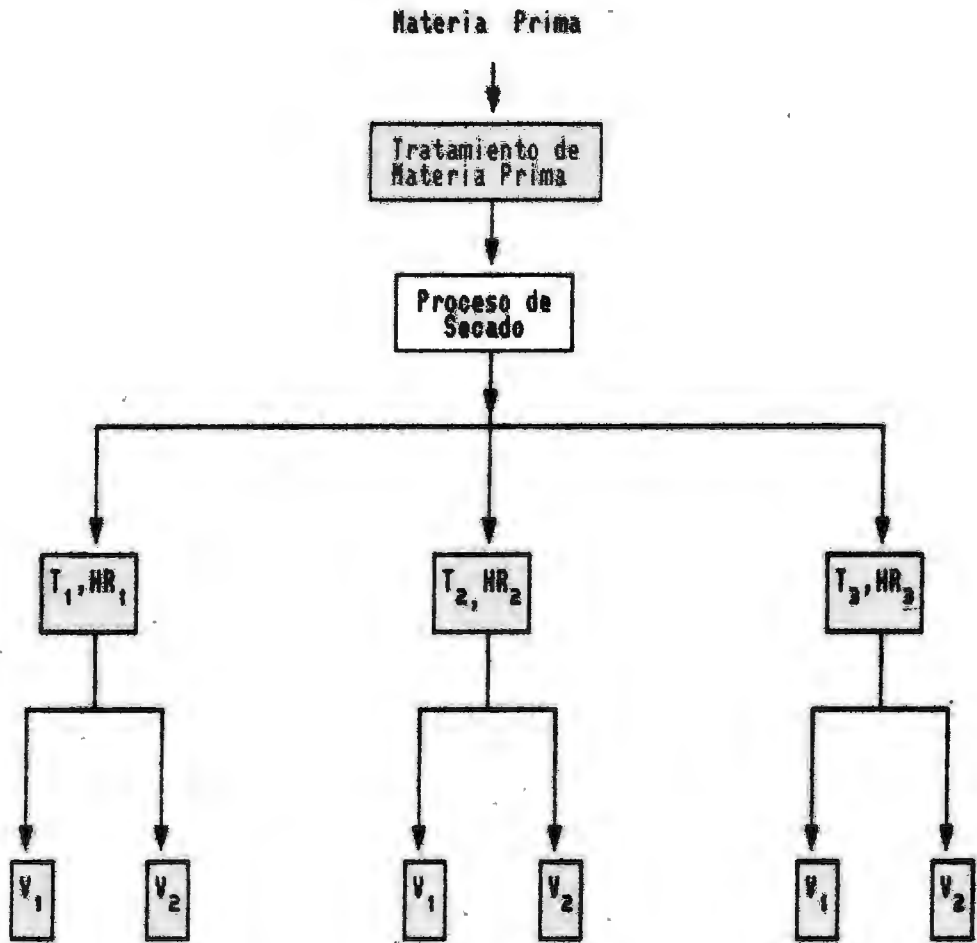 Materia Prima
Tratamiento de
Materia Prima
Proceso de
Secado
T₁,HR₁ T₂,HR₂ T₃,HR₃
V₁ V₂ V₁ V₂ V₁ V₂